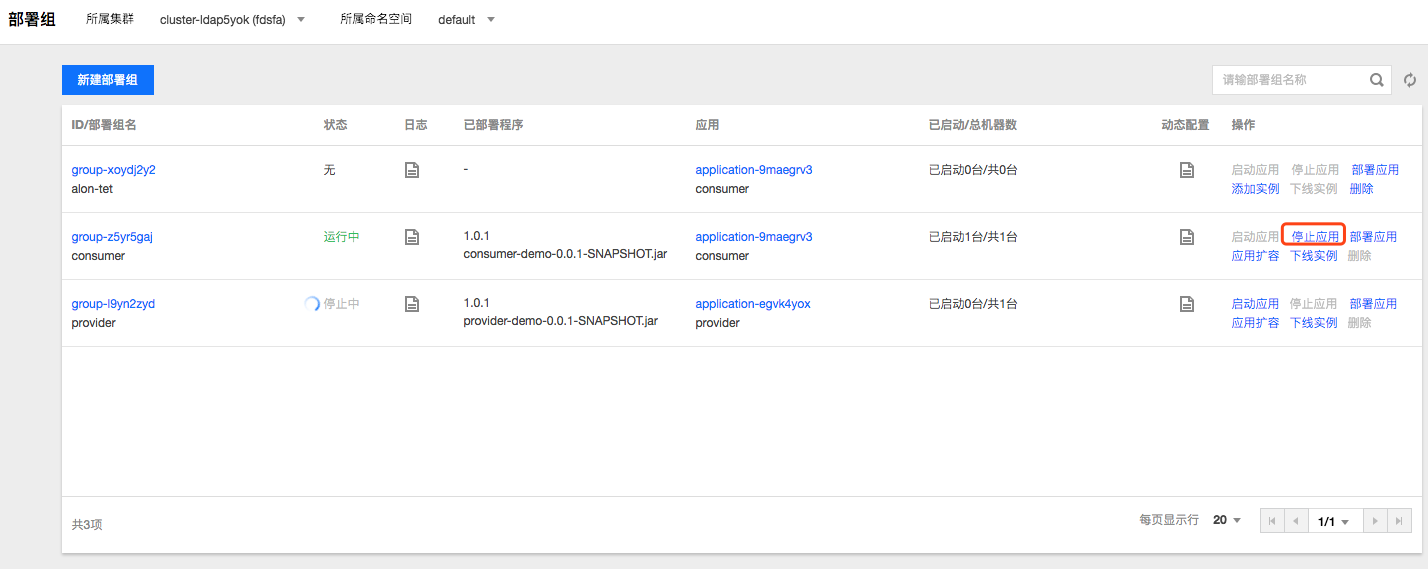 部署组 所属集群 cluster-ldap5yok (fdsfa) 所属命名空间 default
新建部署组 请输部署组名称
ID/部署组名 状态 日志 已部署程序 应用 已启动/总机器数 动态配置 操作
group-xoydj2y2 无 - application-9maegrv3 已启动0台/共0台 启动应用 停止应用 部署应用
alon-tet consumer 添加实例 下线实例 删除
group-z5yr5gaj 运行中 1.0.1 application-9maegrv3 已启动1台/共1台 启动应用 停止应用 部署应用
consumer consumer-demo-0.0.1-SNAPSHOT.jar consumer 应用扩容 下线实例 删除
group-l9yn2zyd 停止中 1.0.1 application-egvk4yox 已启动0台/共1台 启动应用 停止应用 部署应用
provider provider-demo-0.0.1-SNAPSHOT.jar provider 应用扩容 下线实例 删除
共3项 每页显示行 20 1/1